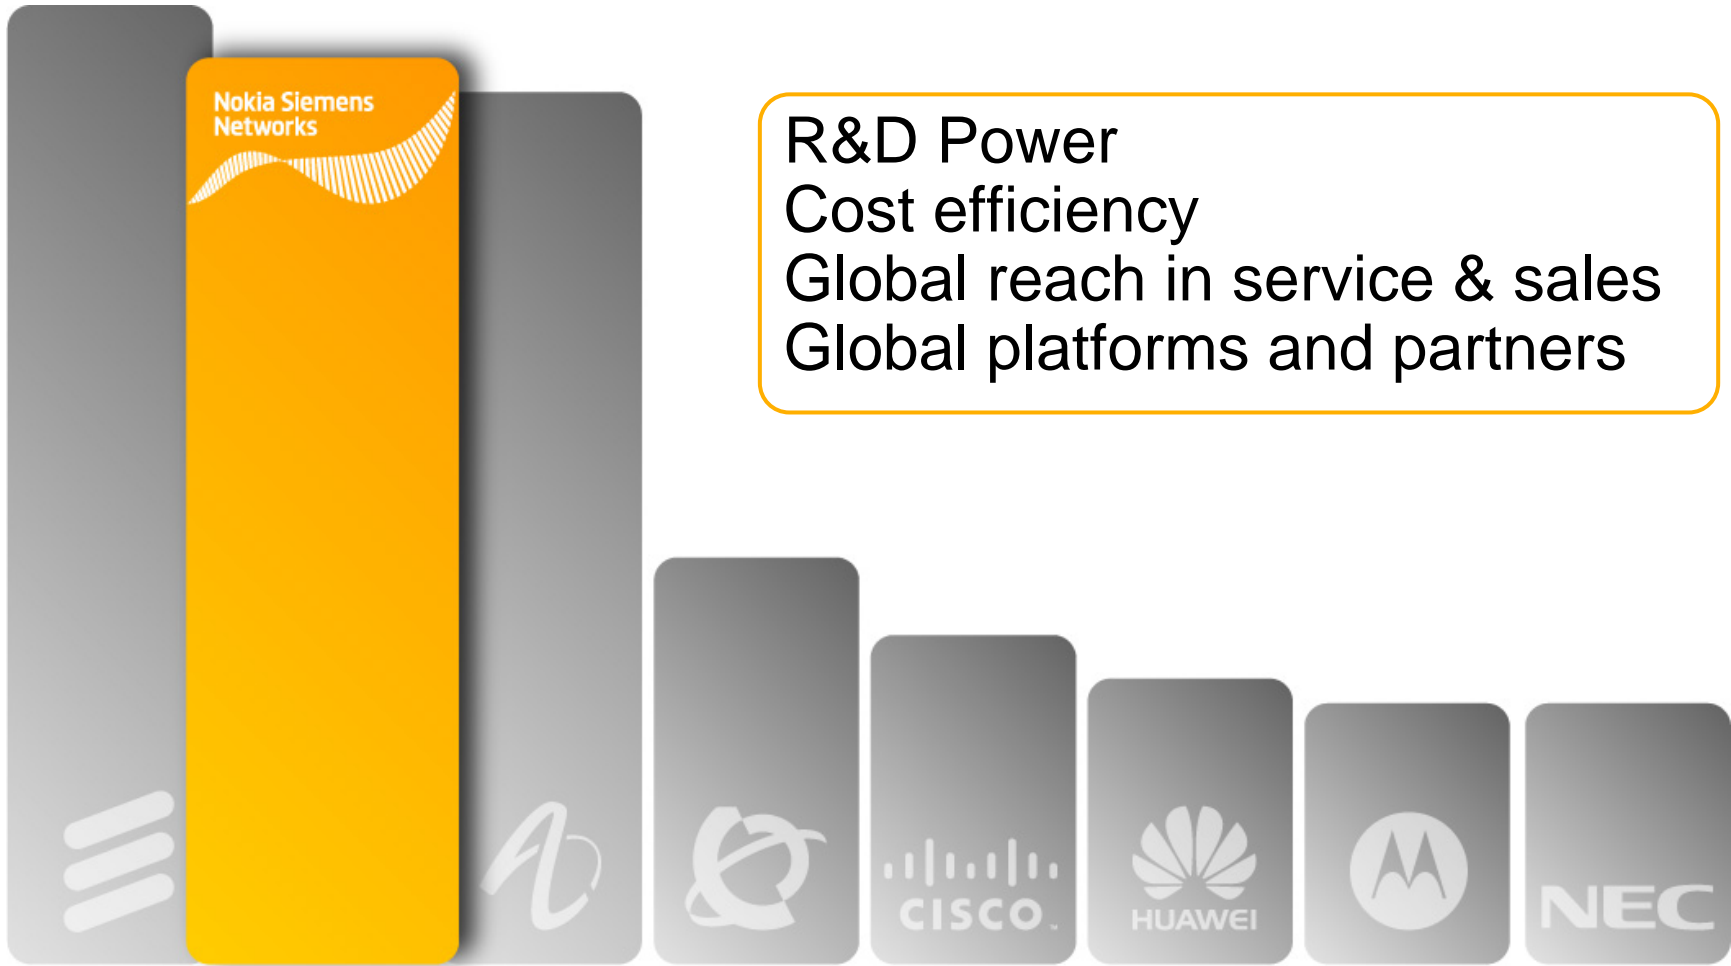 Nokia Siemens
Networks
R&D Power
Cost efficiency
Global reach in service & sales
Global platforms and partners
CISCO
HUAWEI
NEC